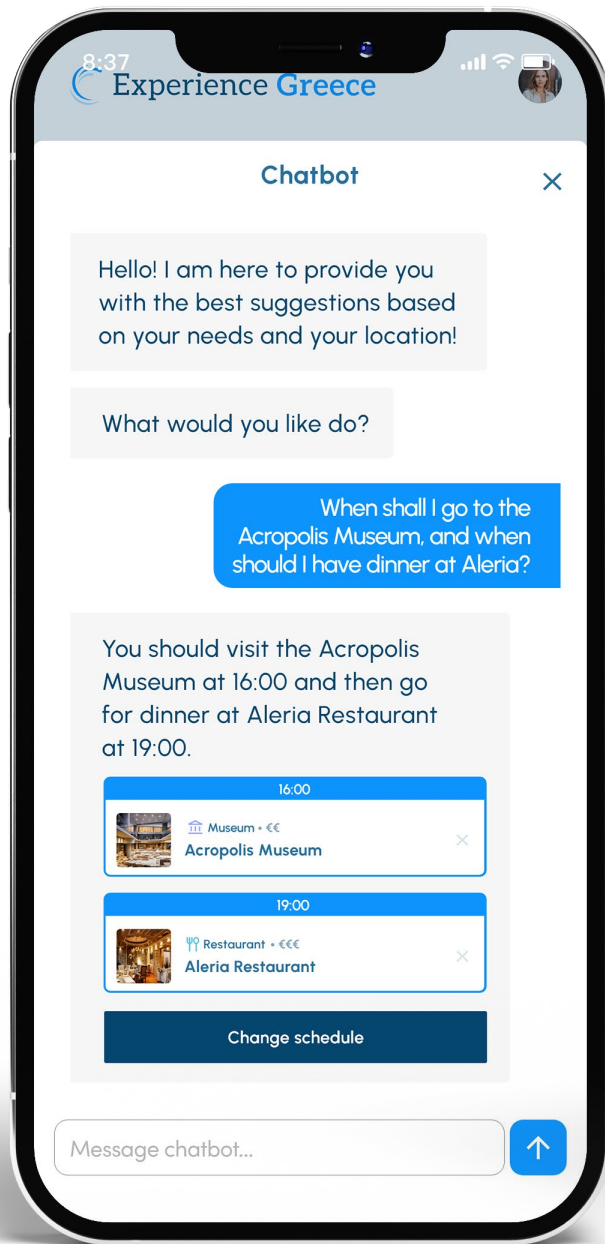 8:37
Experience Greece
Chatbot
Hello! I am here to provide you
with the best suggestions based
on your needs and your location!
What would you like do?
When shall I go to the
Acropolis Museum, and when
should I have dinner at Aleria?
You should visit the Acropolis
Museum at 16:00 and then go
for dinner at Aleria Restaurant
at 19:00.
16:00
Museum • €€
Acropolis Museum
19:00
Restaurant • €€€
Aleria Restaurant
Change schedule
Message chatbot...